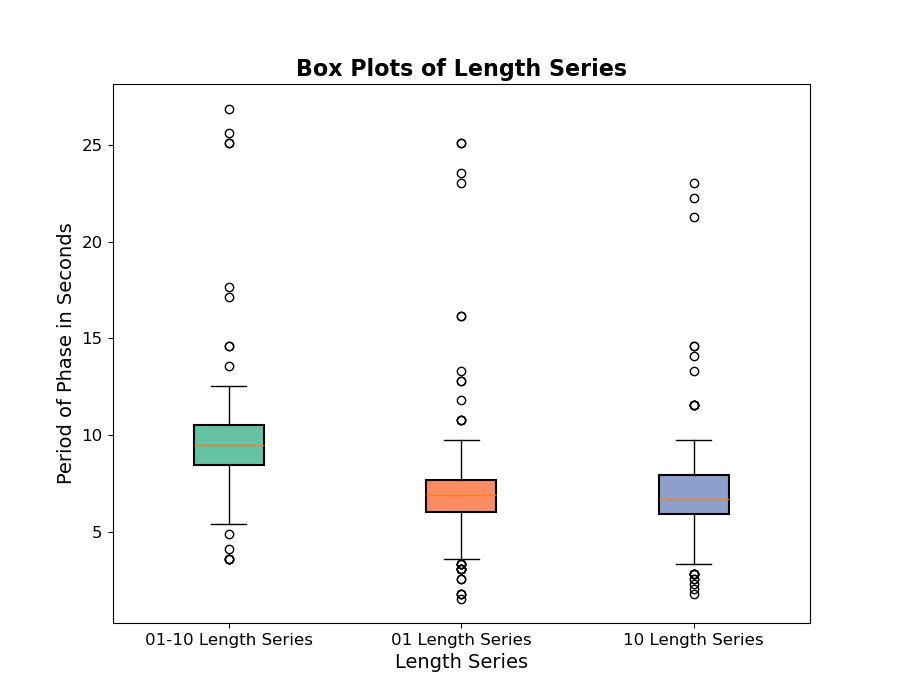 Box Plots of Length Series
Period of Phase in Seconds
25
20
15
10
5
01-10 Length Series
01 Length Series
10 Length Series
Length Series